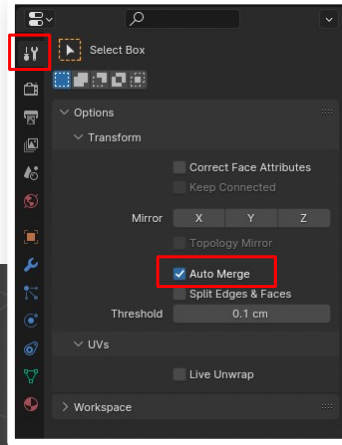 Select Box
Options
Transform
Correct Face Attributes
Keep Connected
Mirror X Y Z
Topology Mirror
Auto Merge
Split Edges & Faces
Threshold 0.1 cm
UVs
Live Unwrap
Workspace